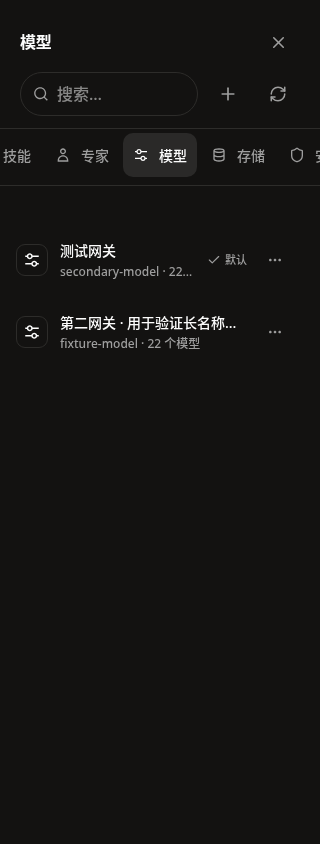 模型
搜索...
技能 专家 模型 存储
测试网关
secondary-model · 22...
默认
第二网关 · 用于验证长名称...
fixture-model · 22 个模型